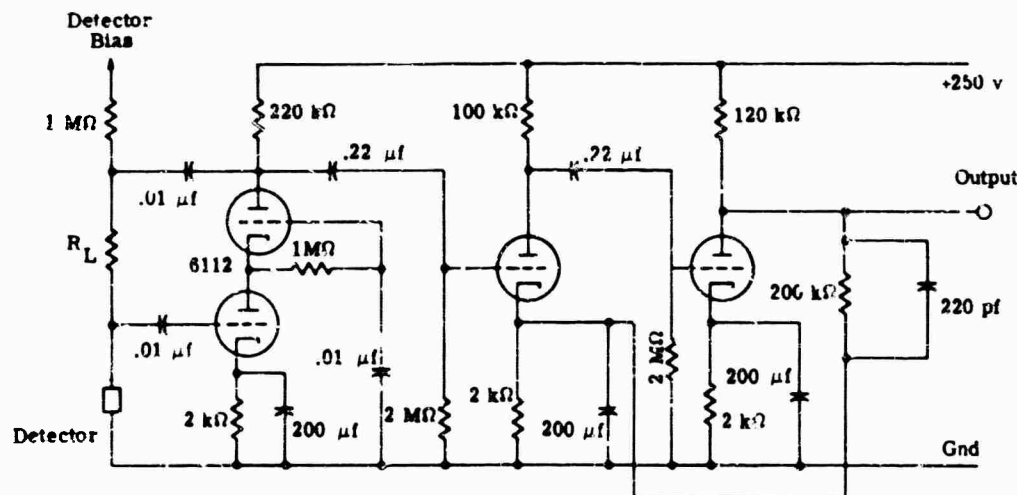 Detector
Bias
+250 v
220 kΩ
100 kΩ
120 kΩ
1 MΩ
.22 µf
.22 µf
Output
.01 µf
R_L
6112
1MΩ
200 kΩ
220 pf
.01 µf
.01 µf
2 MΩ
200 µf
Detector
2 kΩ
200 µf
2 MΩ
2 kΩ
200 µf
2 kΩ
Gnd